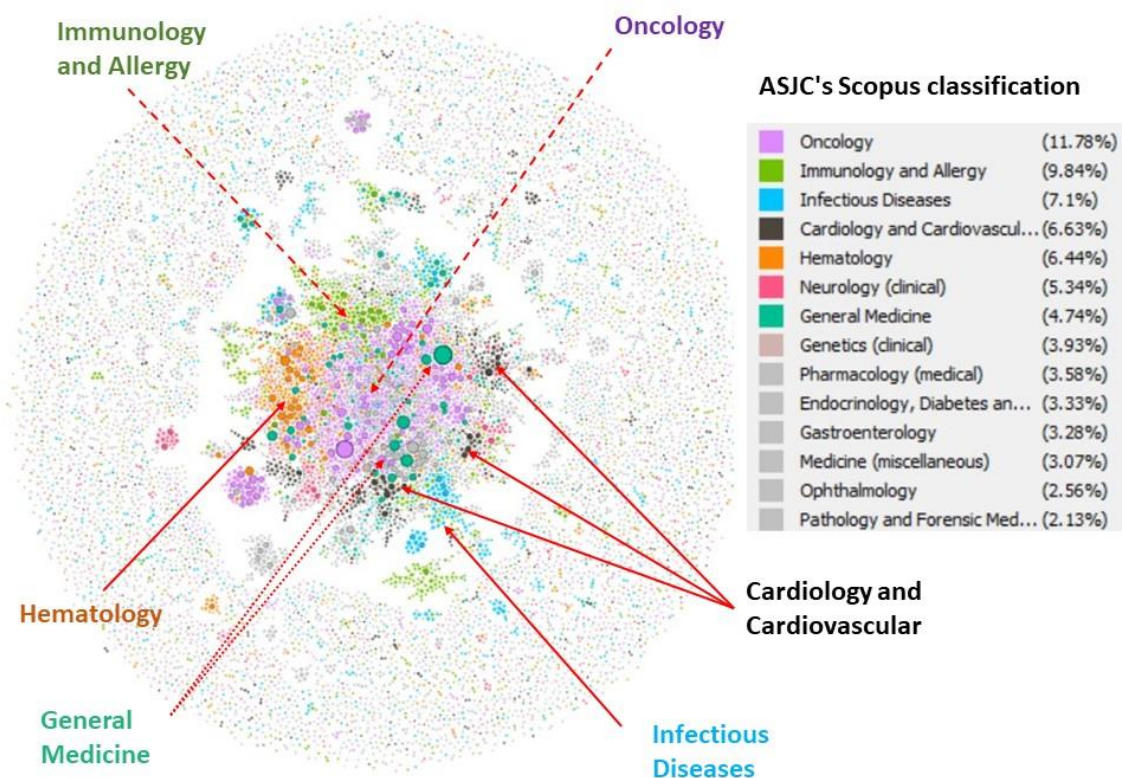 Immunology
and Allergy
Oncology
ASJC's Scopus classification
Oncology (11.78%)
Immunology and Allergy (9.84%)
Infectious Diseases (7.1%)
Cardiology and Cardiovascul... (6.63%)
Hematology (6.44%)
Neurology (clinical) (5.34%)
General Medicine (4.74%)
Genetics (clinical) (3.93%)
Pharmacology (medical) (3.58%)
Endocrinology, Diabetes an... (3.33%)
Gastroenterology (3.28%)
Medicine (miscellaneous) (3.07%)
Ophthalmology (2.56%)
Pathology and Forensic Med... (2.13%)
Hematology
Cardiology and
Cardiovascular
General
Medicine
Infectious
Diseases